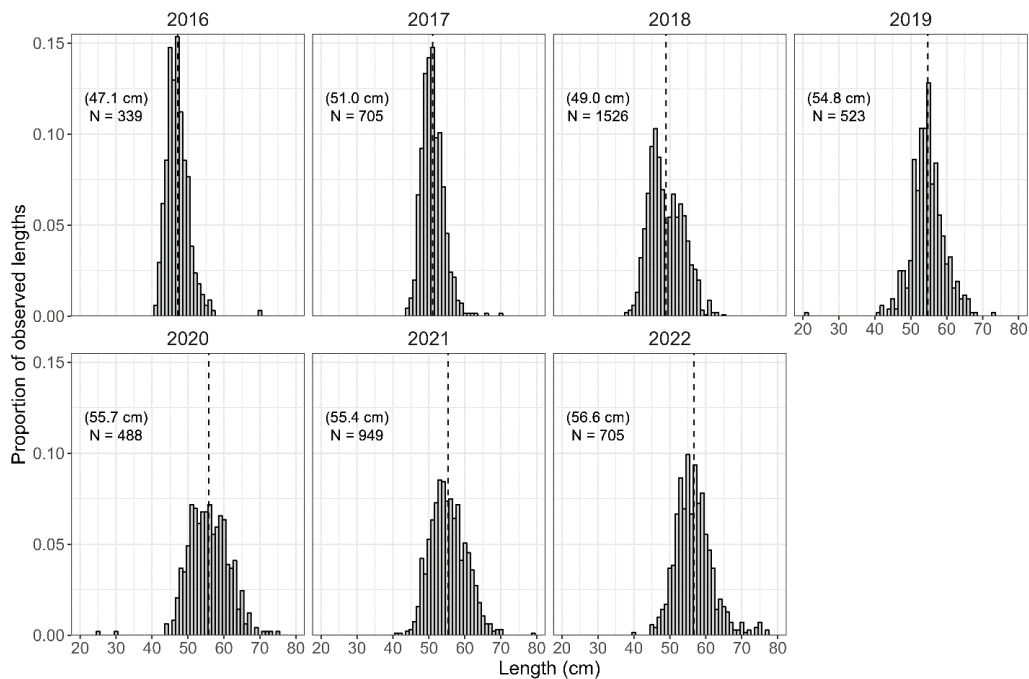 2016 2017 2018 2019
0.15
(47.1 cm) (51.0 cm) (49.0 cm) (54.8 cm)
N = 339 N = 705 N = 1526 N = 523
0.10
0.05
0.00
20 30 40 50 60 70 80
2020 2021 2022
0.15
(55.7 cm) (55.4 cm) (56.6 cm)
N = 488 N = 949 N = 705
0.10
0.05
0.00
20 30 40 50 60 70 80 20 30 40 50 60 70 80 20 30 40 50 60 70 80
Length (cm)
Proportion of observed lengths